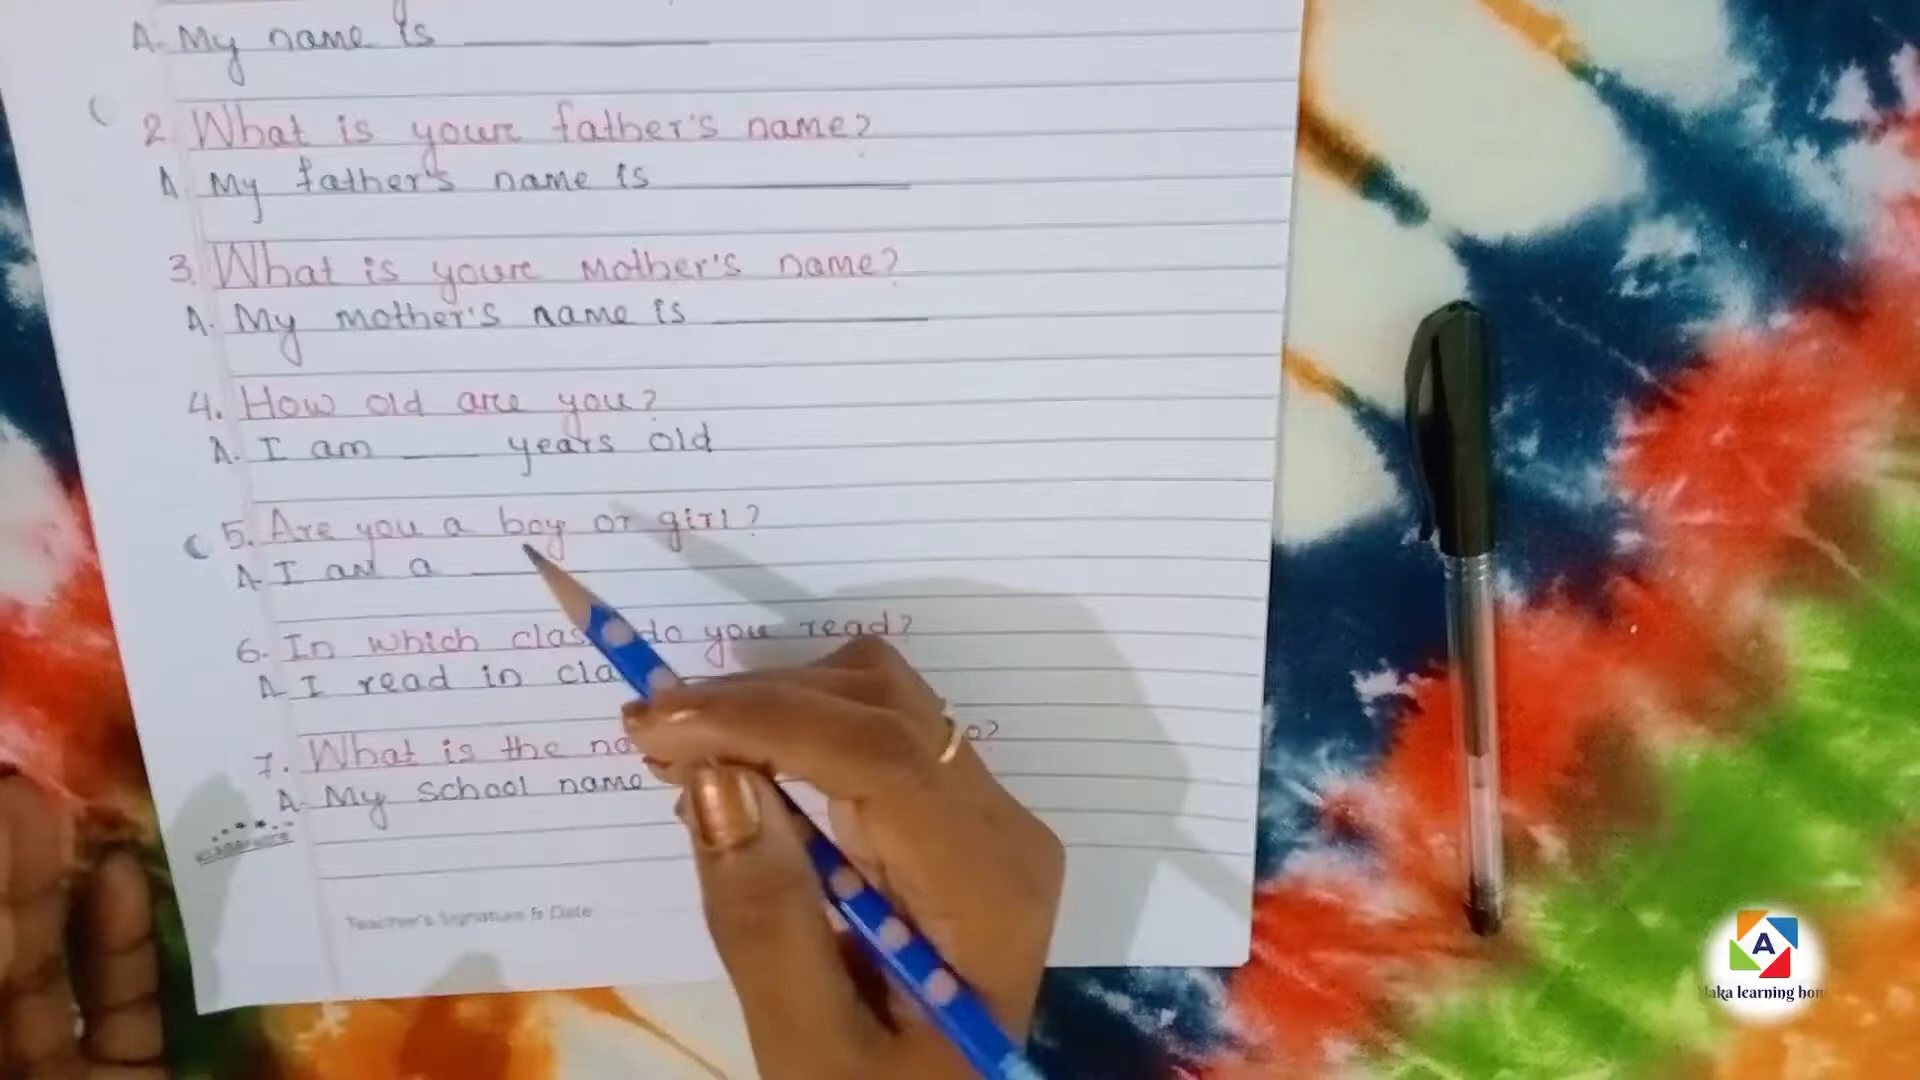 A. My name is
2. What is your father's name?
A. My father's name is
3. What is your Mother's name?
A. My mother's name is
4. How old are you?
A. I am ___ years old
5. Are you a boy or girl?
A. I am a
6. In which do you read?
A. I read in
7. What is the
A. My school name
Teacher's Signature & Date
A
learning